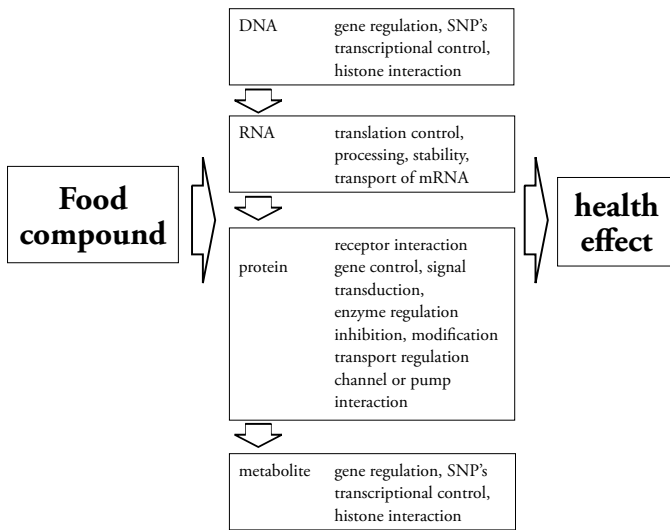 DNA gene regulation, SNP's
transcriptional control,
histone interaction
RNA translation control,
processing, stability,
transport of mRNA
Food
compound
health
effect
receptor interaction
protein gene control, signal
transduction,
enzyme regulation
inhibition, modification
transport regulation
channel or pump
interaction
metabolite gene regulation, SNP's
transcriptional control,
histone interaction